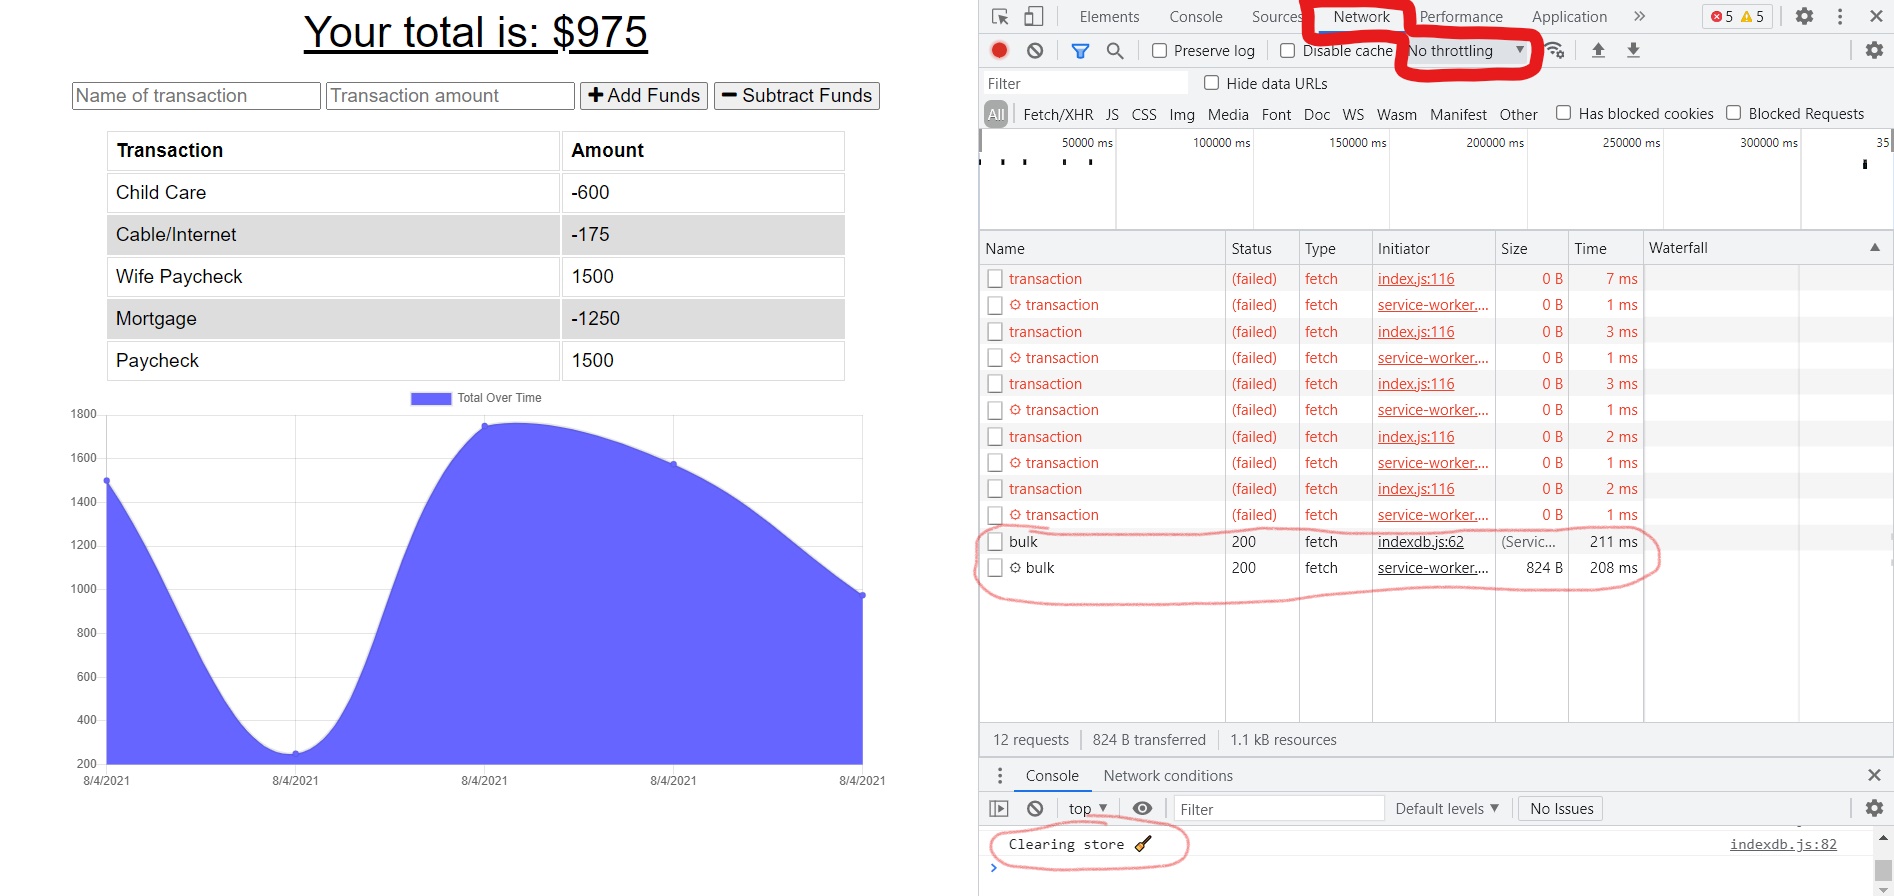 Your total is: $975
Name of transaction Transaction amount Add Funds Subtract Funds
Transaction Amount
Child Care -600
Cable/Internet -175
Wife Paycheck 1500
Mortgage -1250
Paycheck 1500
Total Over Time
1800
1600
1400
1200
1000
800
600
400
200
8/4/2021 8/4/2021 8/4/2021 8/4/2021 8/4/2021
Elements Console Sources Network Performance Application » 5 5
Preserve log Disable cache No throttling
Filter Hide data URLs
All Fetch/XHR JS CSS Img Media Font Doc WS Wasm Manifest Other Has blocked cookies Blocked Requests
50000 ms 100000 ms 150000 ms 200000 ms 250000 ms 300000 ms 35
Name Status Type Initiator Size Time Waterfall
transaction (failed) fetch index.js:116 0 B 7 ms
transaction (failed) fetch service-worker.... 0 B 1 ms
transaction (failed) fetch index.js:116 0 B 3 ms
transaction (failed) fetch service-worker.... 0 B 1 ms
transaction (failed) fetch index.js:116 0 B 3 ms
transaction (failed) fetch service-worker.... 0 B 1 ms
transaction (failed) fetch index.js:116 0 B 2 ms
transaction (failed) fetch service-worker.... 0 B 1 ms
transaction (failed) fetch index.js:116 0 B 2 ms
transaction (failed) fetch service-worker.... 0 B 1 ms
bulk 200 fetch indexdb.js:62 (Servic... 211 ms
bulk 200 fetch service-worker.... 824 B 208 ms
12 requests 824 B transferred 1.1 kB resources
Console Network conditions
top Filter Default levels No Issues
Clearing store 🧹 indexdb.js:82